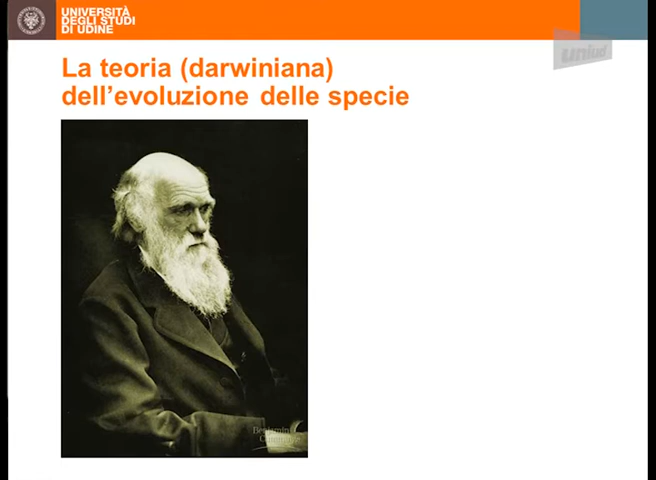 UNIVERSITÀ
DEGLI STUDI
DI UDINE
uniud
La teoria (darwiniana)
dell'evoluzione delle specie